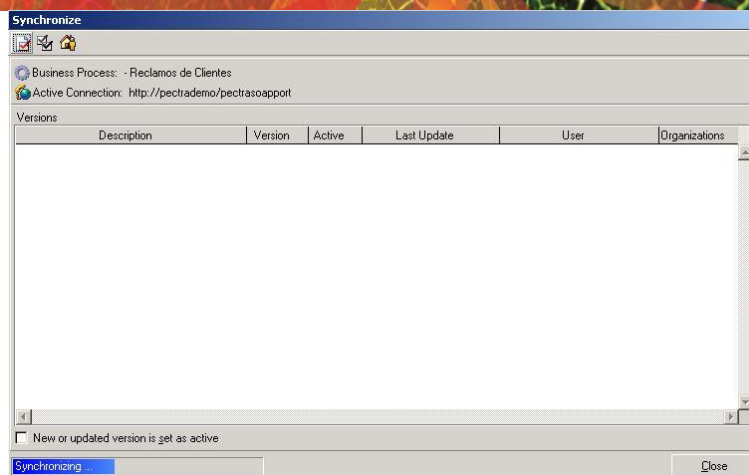 Synchronize
Business Process: - Reclamos de Clientes
Active Connection: http://pectrademo/pectrasoapport
Versions
Description Version Active Last Update User Organizations
New or updated version is set as active
Synchronizing ...
Close